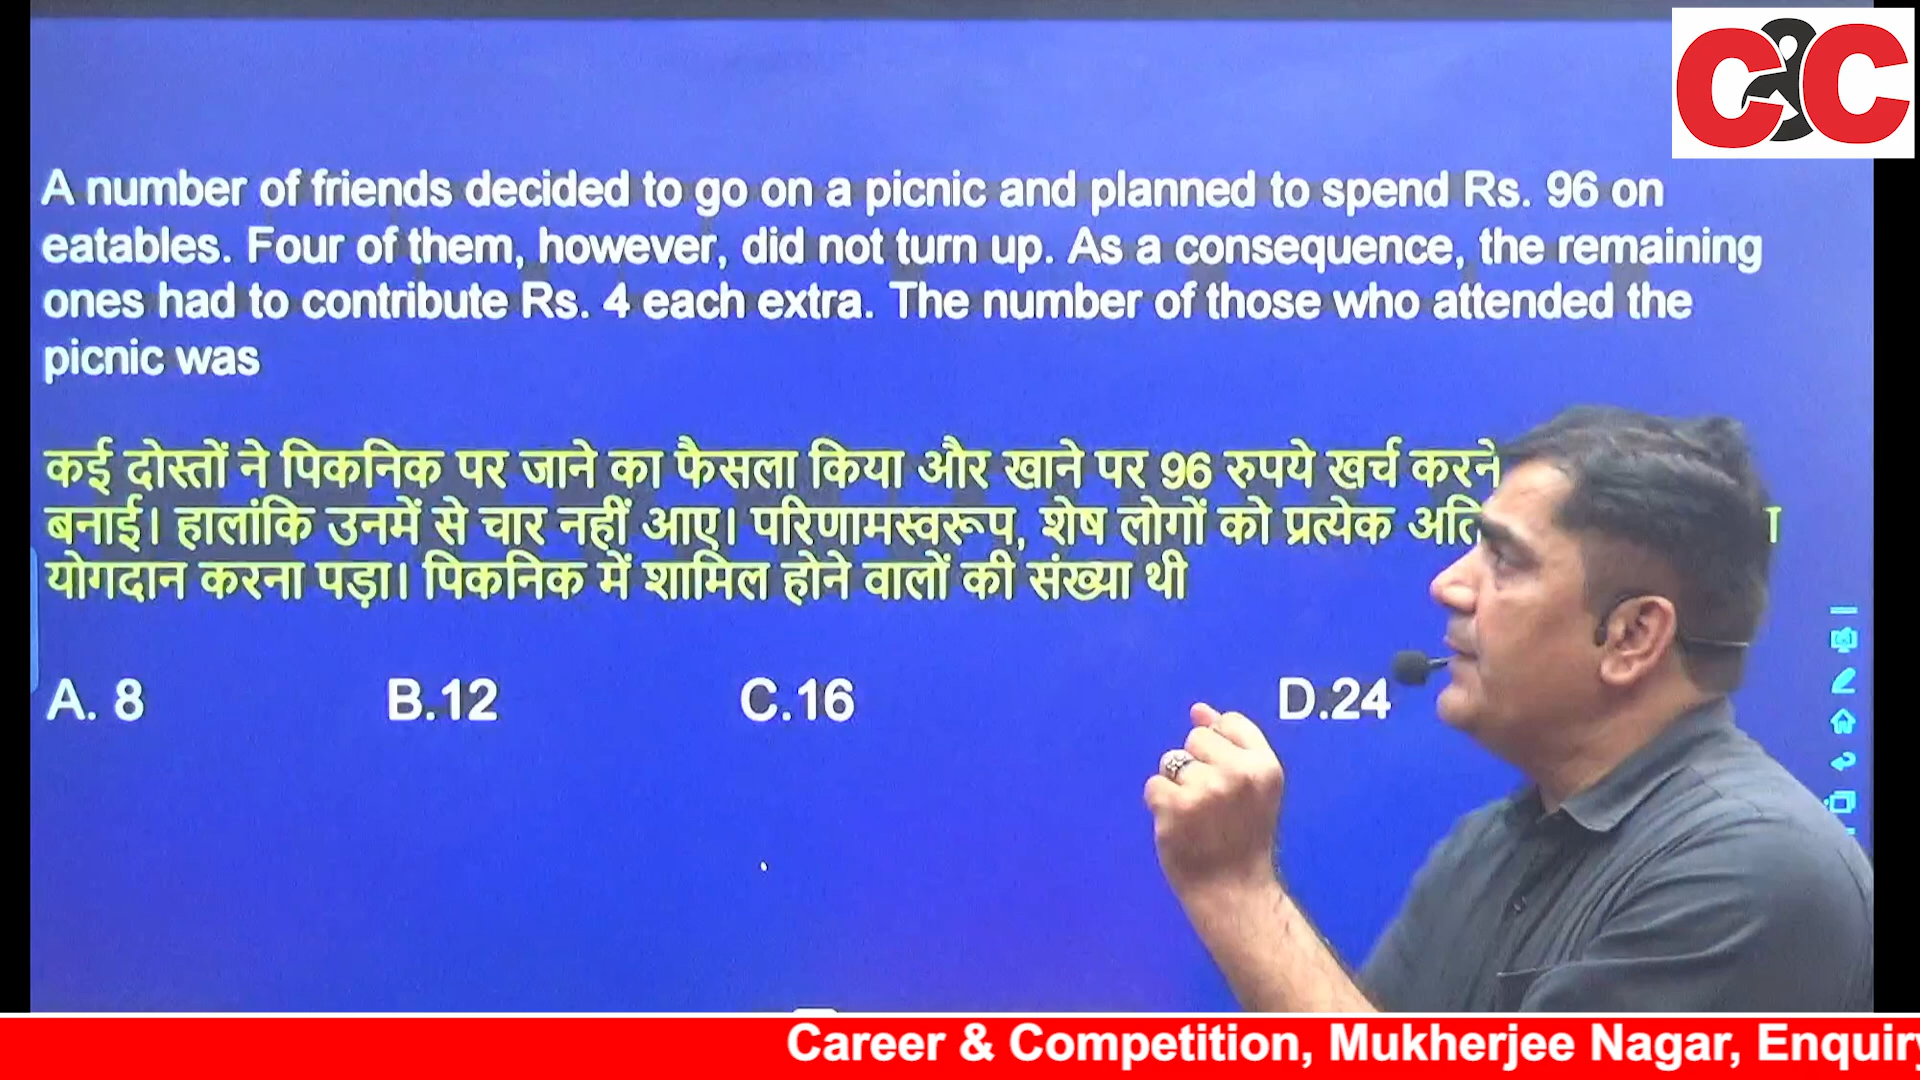 C3C
A number of friends decided to go on a picnic and planned to spend Rs. 96 on
eatables. Four of them, however, did not turn up. As a consequence, the remaining
ones had to contribute Rs. 4 each extra. The number of those who attended the
picnic was
कई दोस्तों ने पिकनिक पर जाने का फैसला किया और खाने पर 96 रुपये खर्च करने
बनाई। हालांकि उनमें से चार नहीं आए। परिणामस्वरूप, शेष लोगों को प्रत्येक
योगदान करना पड़ा। पिकनिक में शामिल होने वालों की संख्या थी
A. 8 B.12 C.16 D.24
Career & Competition, Mukherjee Nagar, Enquiry